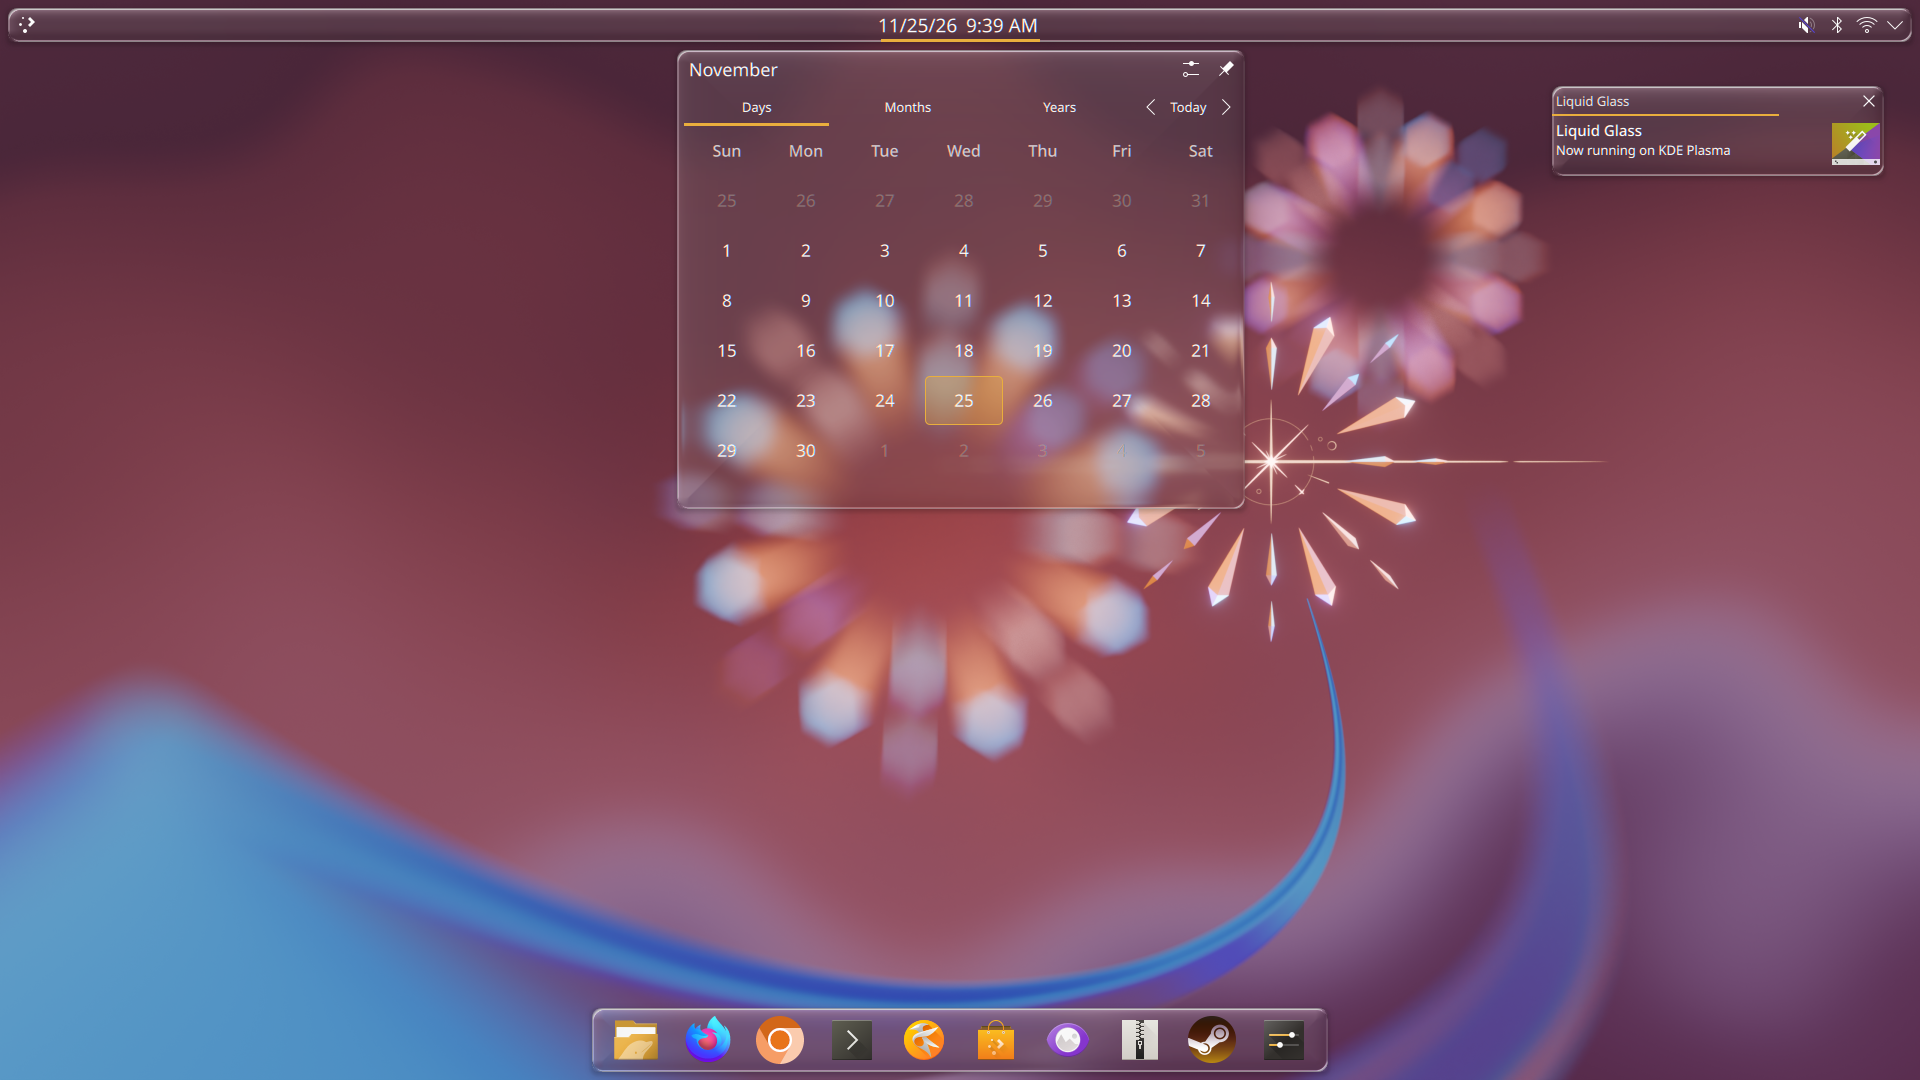 11/25/26 9:39 AM
November
Days Months Years Today
Sun Mon Tue Wed Thu Fri Sat
25 26 27 28 29 30 31
1 2 3 4 5 6 7
8 9 10 11 12 13 14
15 16 17 18 19 20 21
22 23 24 25 26 27 28
29 30 1 2 3 4 5
Liquid Glass
Liquid Glass
Now running on KDE Plasma